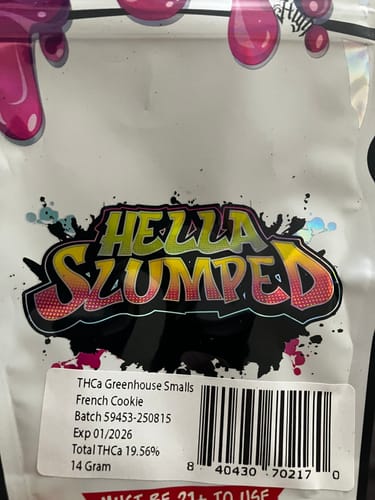 HELLA
SLUMPED
THCa Greenhouse Smalls
French Cookie
Batch 59453-250815
Exp 01/2026
Total THCa 19.56%
14 Gram
8 40430 70217 0
MUST BE 21+ TO USE